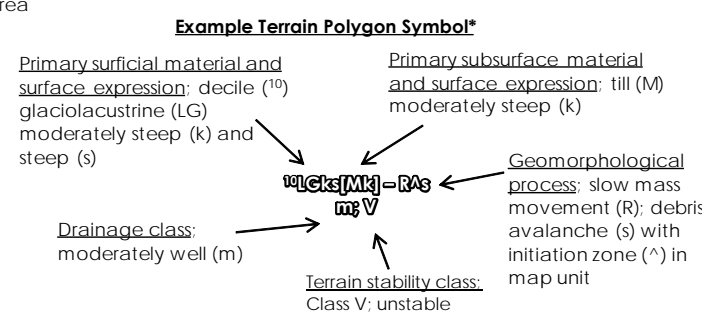 rea
Example Terrain Polygon Symbol*
Primary surficial material and
surface expression; decile (¹⁰)
glaciolacustrine (LG)
moderately steep (k) and
steep (s)
Primary subsurface material
and surface expression; till (M)
moderately steep (k)
¹⁰LGks[Mk] – R^s
m; V
Geomorphological
process; slow mass
movement (R); debris
avalanche (s) with
initiation zone (^) in
map unit
Drainage class;
moderately well (m)
Terrain stability class;
Class V; unstable